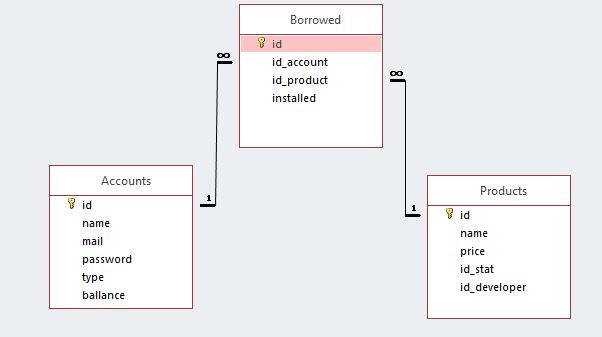 Borrowed
id
id_account
id_product
installed
∞
∞
Accounts
id
name
mail
password
type
ballance
1
1
Products
id
name
price
id_stat
id_developer